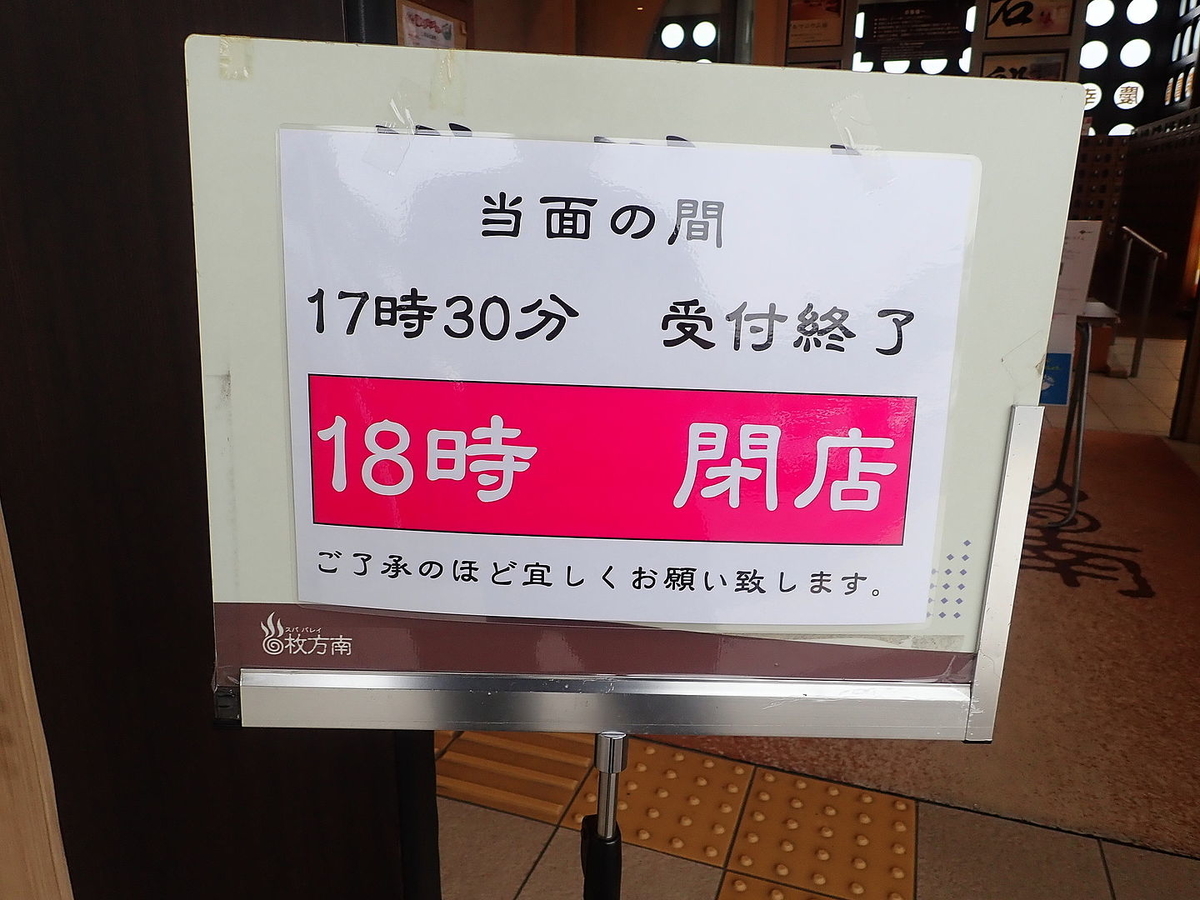 当面の間
17時30分 受付終了
18時 閉店
ご了承のほど宜しくお願い致します。
スパバレイ
枚方南